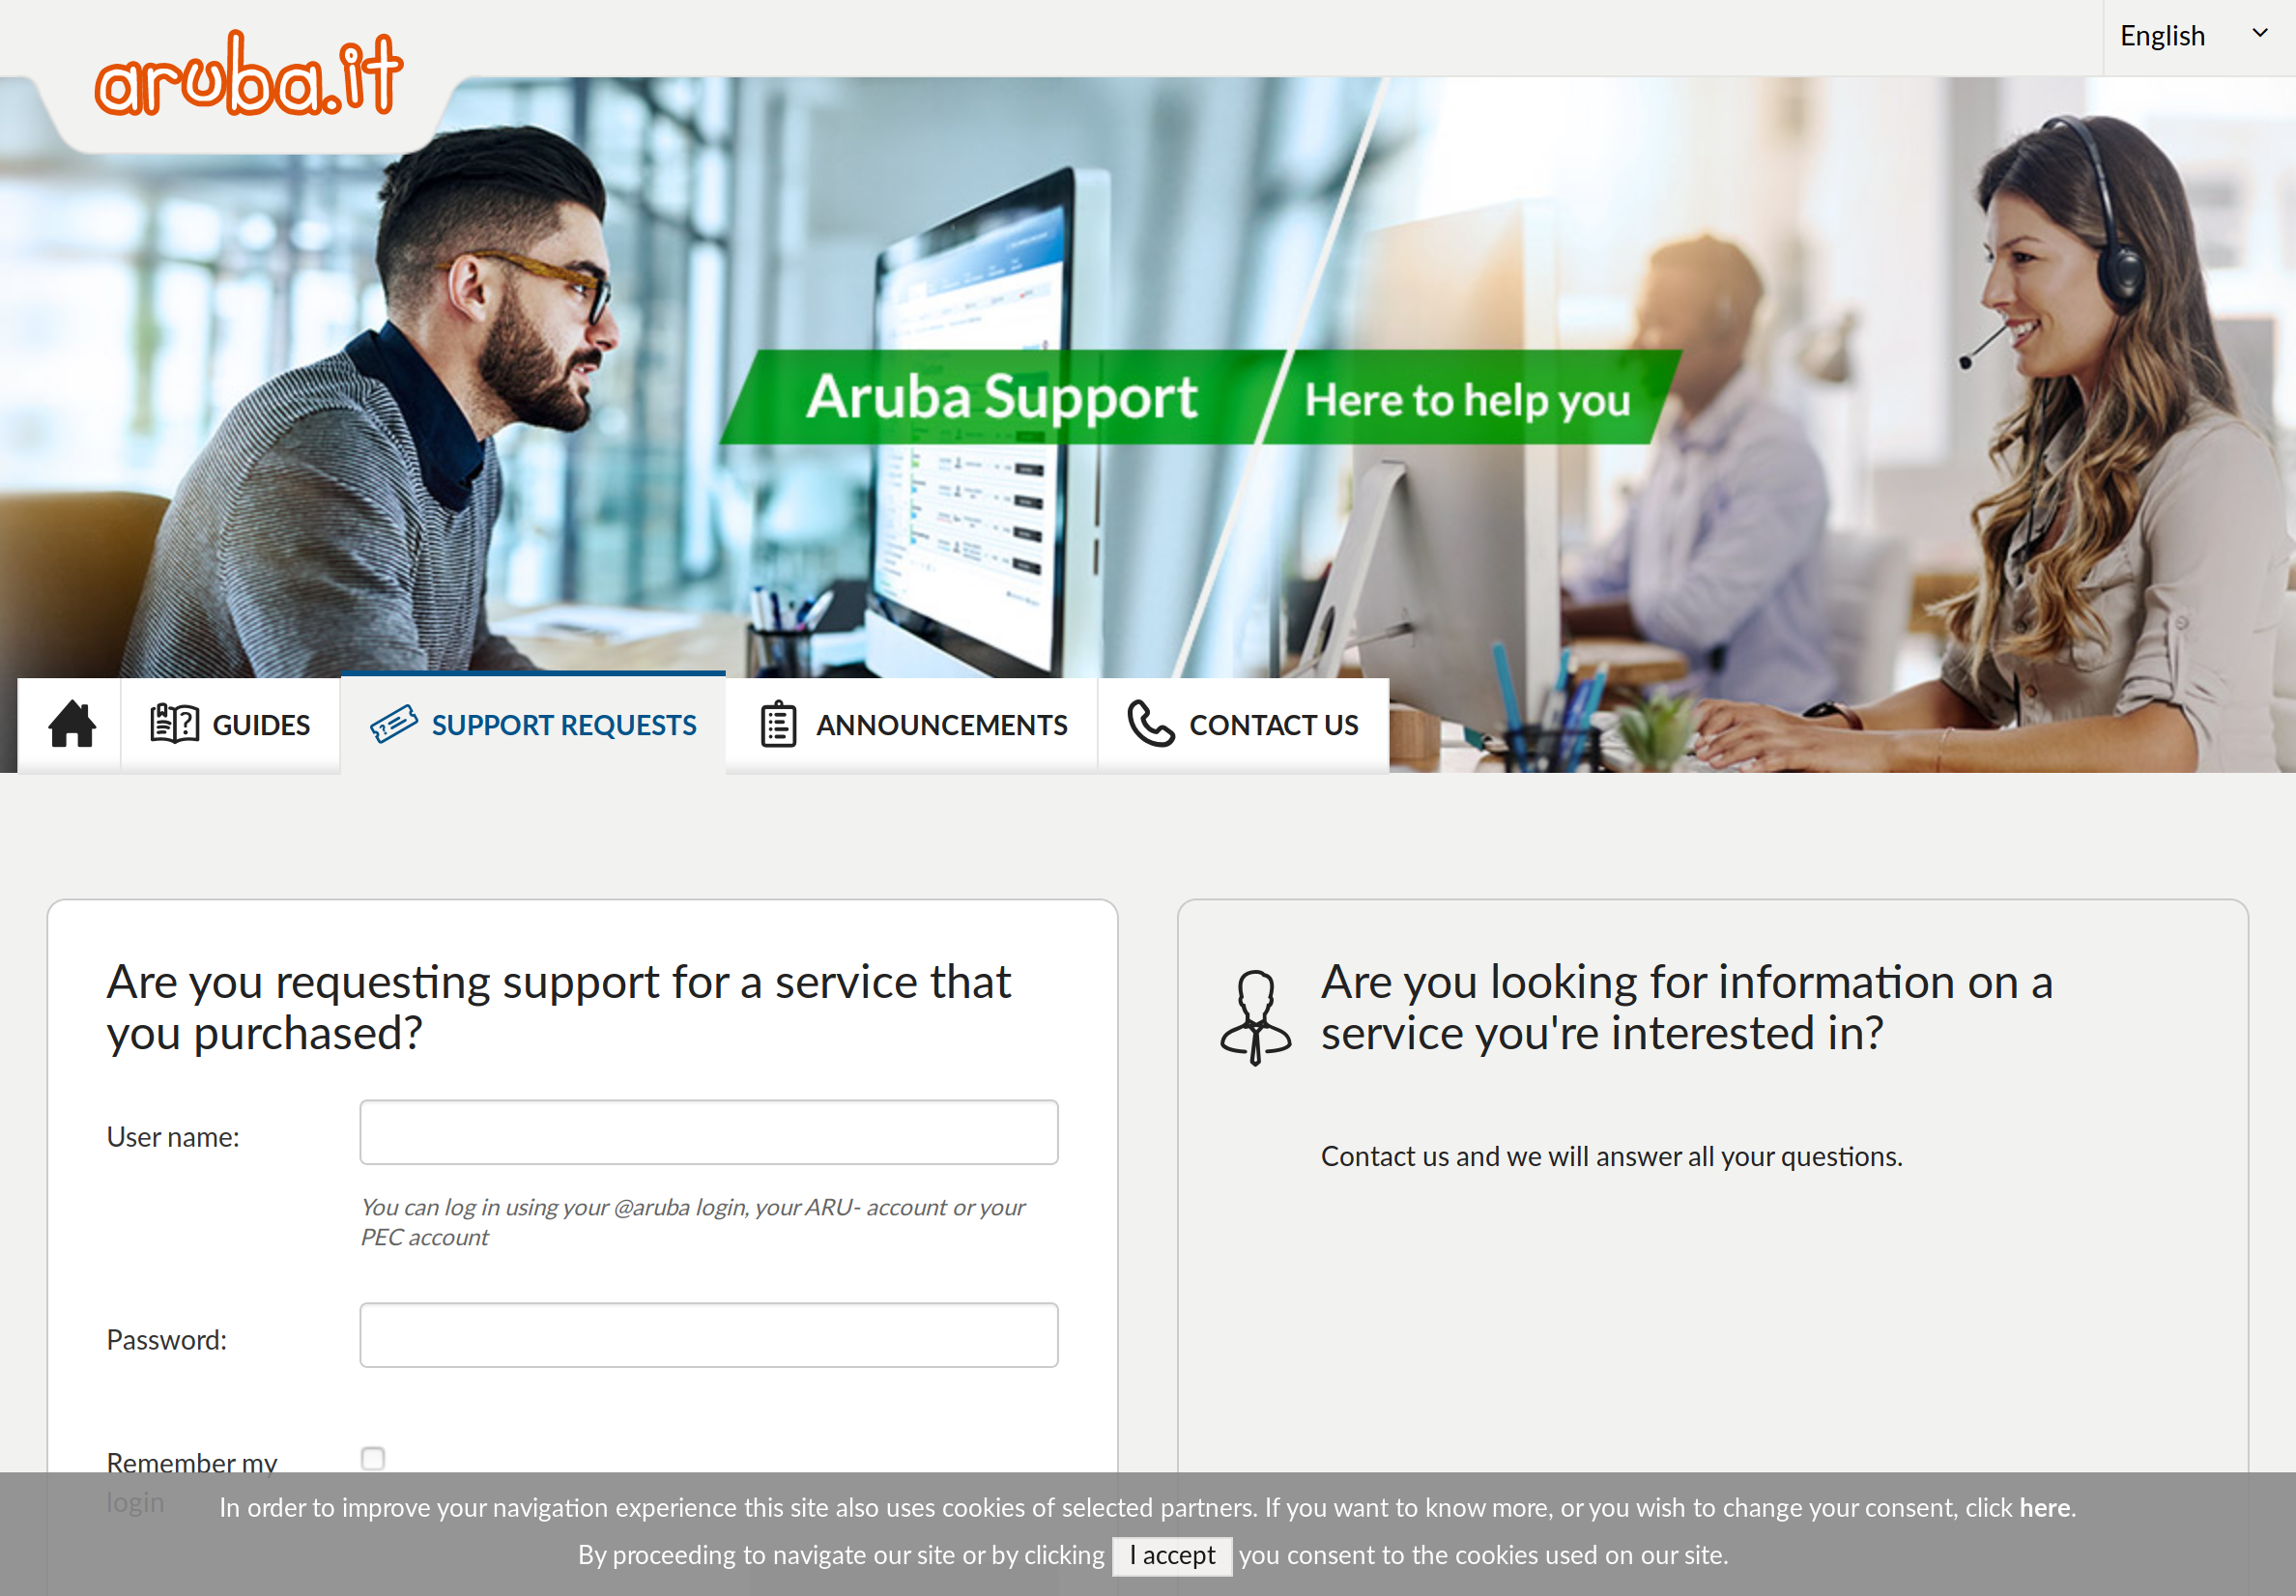 aruba.it
English
Aruba Support
Here to help you
GUIDES
SUPPORT REQUESTS
ANNOUNCEMENTS
CONTACT US
Are you requesting support for a service that
you purchased?
User name:
You can log in using your @aruba login, your ARU- account or your
PEC account
Password:
Remember my
login
Are you looking for information on a
service you're interested in?
Contact us and we will answer all your questions.
In order to improve your navigation experience this site also uses cookies of selected partners. If you want to know more, or you wish to change your consent, click here.
By proceeding to navigate our site or by clicking I accept you consent to the cookies used on our site.